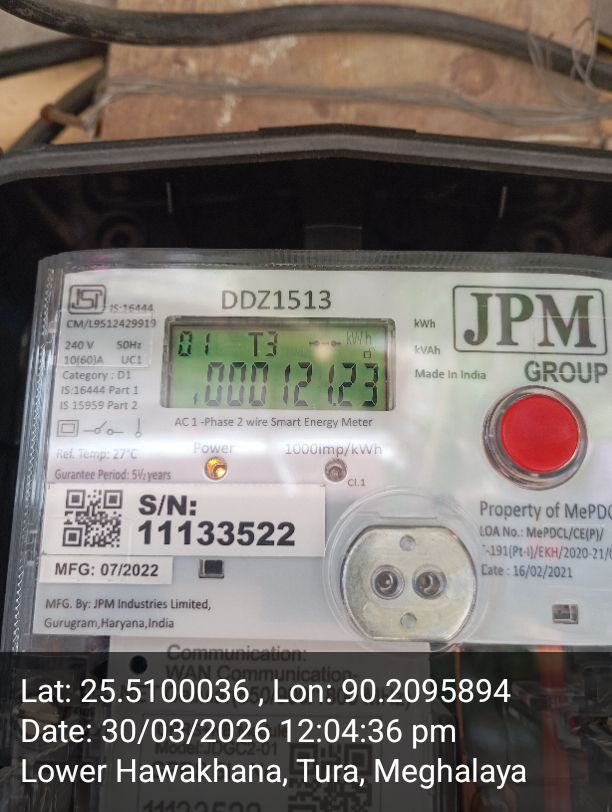 DDZ1513
IS:16444
CM/L9512429919
240 V 50Hz
10(60)A UC1
Category : D1
IS:16444 Part 1
IS 15959 Part 2
01 T3 kWh
000121.23
kWh
kVAh
Made In India
JPM
GROUP
AC 1 -Phase 2 wire Smart Energy Meter
Ref. Temp: 27°C
Gurantee Period: 5½ years
Power
1000imp/kWh
Cl.1
S/N:
11133522
MFG: 07/2022
MFG. By: JPM Industries Limited,
Gurugram,Haryana,India
Property of MePDC
LOA No.: MePDCL/CE(P)/
-191(Pt-I)/EKH/2020-21/
Date : 16/02/2021
Communication:
WAN Communication-
Model:JDGC2-01
11133522
Lat: 25.5100036 , Lon: 90.2095894
Date: 30/03/2026 12:04:36 pm
Lower Hawakhana, Tura, Meghalaya